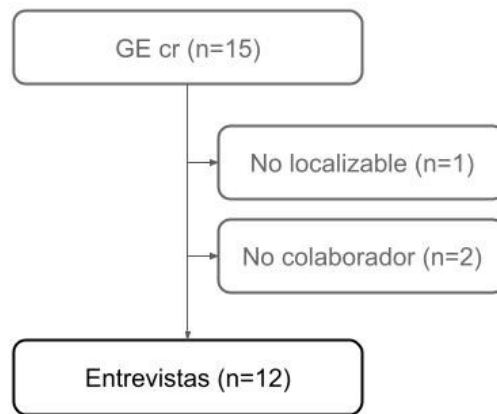 GE cr (n=15)
No localizable (n=1)
No colaborador (n=2)
Entrevistas (n=12)